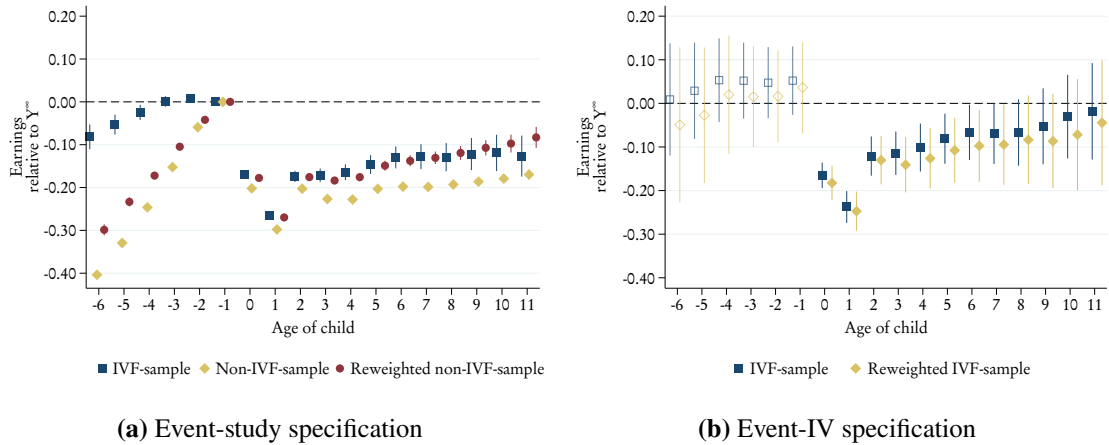 0.20
0.10
0.00
-0.10
-0.20
-0.30
-0.40
Earnings
relative to Y∞
-6 -5 -4 -3 -2 -1 0 1 2 3 4 5 6 7 8 9 10 11
Age of child
IVF-sample Non-IVF-sample Reweighted non-IVF-sample
(a) Event-study specification
0.20
0.10
0.00
-0.10
-0.20
-0.30
-0.40
Earnings
relative to Y∞
-6 -5 -4 -3 -2 -1 0 1 2 3 4 5 6 7 8 9 10 11
Age of child
IVF-sample Reweighted IVF-sample
(b) Event-IV specification